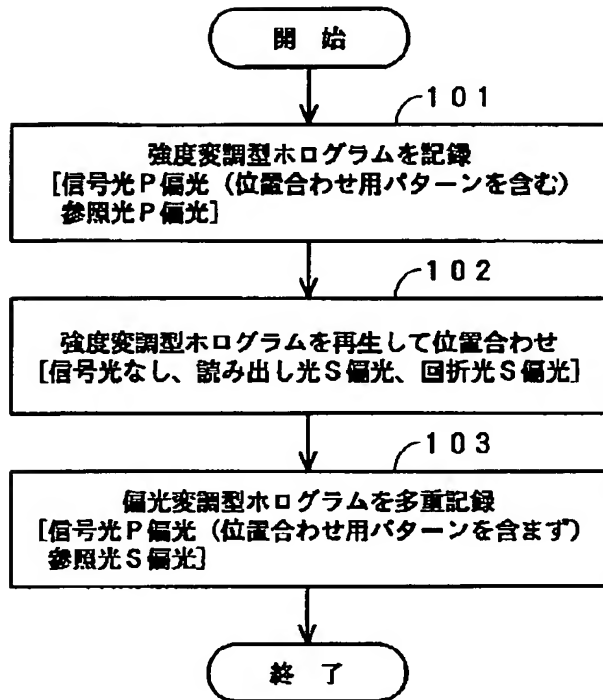 開 始
101
強度変調型ホログラムを記録
[信号光P偏光(位置合わせ用パターンを含む)
参照光P偏光]
102
強度変調型ホログラムを再生して位置合わせ
[信号光なし、読み出し光S偏光、回折光S偏光]
103
偏光変調型ホログラムを多重記録
[信号光P偏光(位置合わせ用パターンを含まず)
参照光S偏光]
終 了